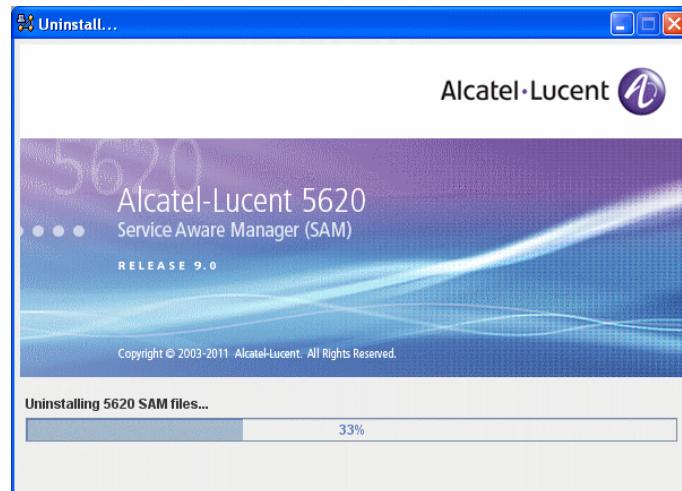 Uninstall...
Alcatel·Lucent
5620
Alcatel-Lucent 5620
Service Aware Manager (SAM)
RELEASE 9.0
Copyright © 2003-2011 Alcatel-Lucent. All Rights Reserved.
Uninstalling 5620 SAM files...
33%